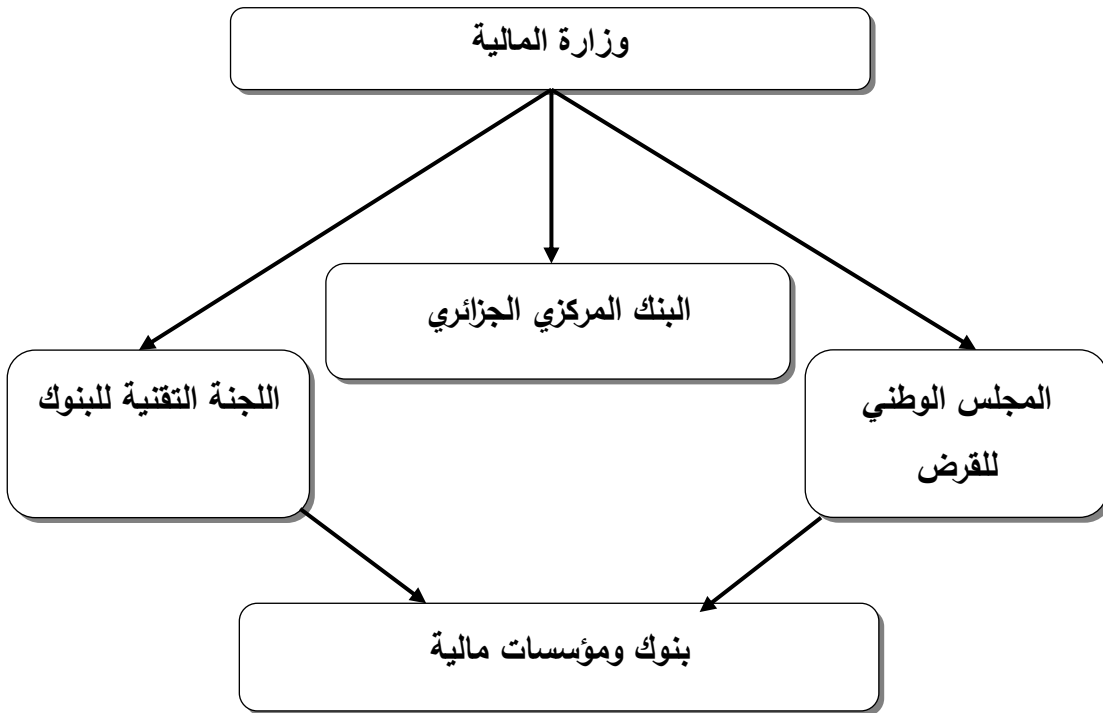 وزارة المالية
البنك المركزي الجزائري
المجلس الوطني
للقرض
اللجنة التقنية للبنوك
بنوك ومؤسسات مالية